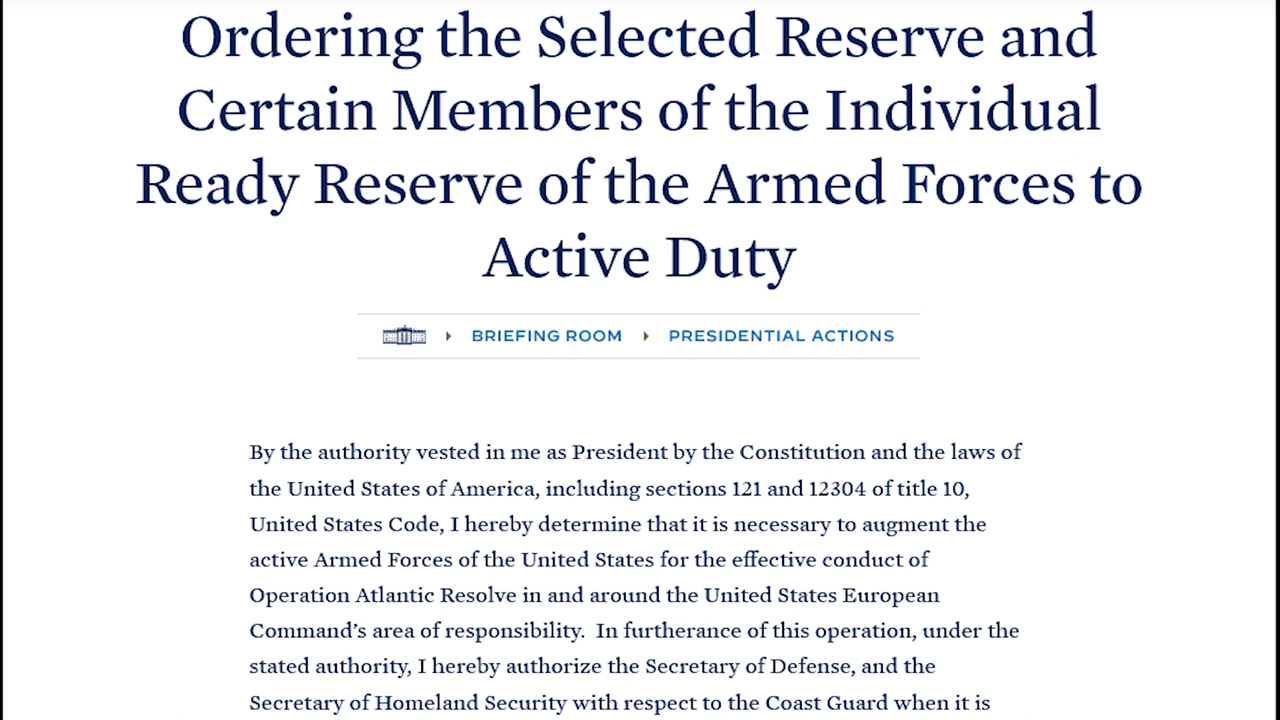 Ordering the Selected Reserve and
Certain Members of the Individual
Ready Reserve of the Armed Forces to
Active Duty
BRIEFING ROOM PRESIDENTIAL ACTIONS
By the authority vested in me as President by the Constitution and the laws of
the United States of America, including sections 121 and 12304 of title 10,
United States Code, I hereby determine that it is necessary to augment the
active Armed Forces of the United States for the effective conduct of
Operation Atlantic Resolve in and around the United States European
Command’s area of responsibility.  In furtherance of this operation, under the
stated authority, I hereby authorize the Secretary of Defense, and the
Secretary of Homeland Security with respect to the Coast Guard when it is